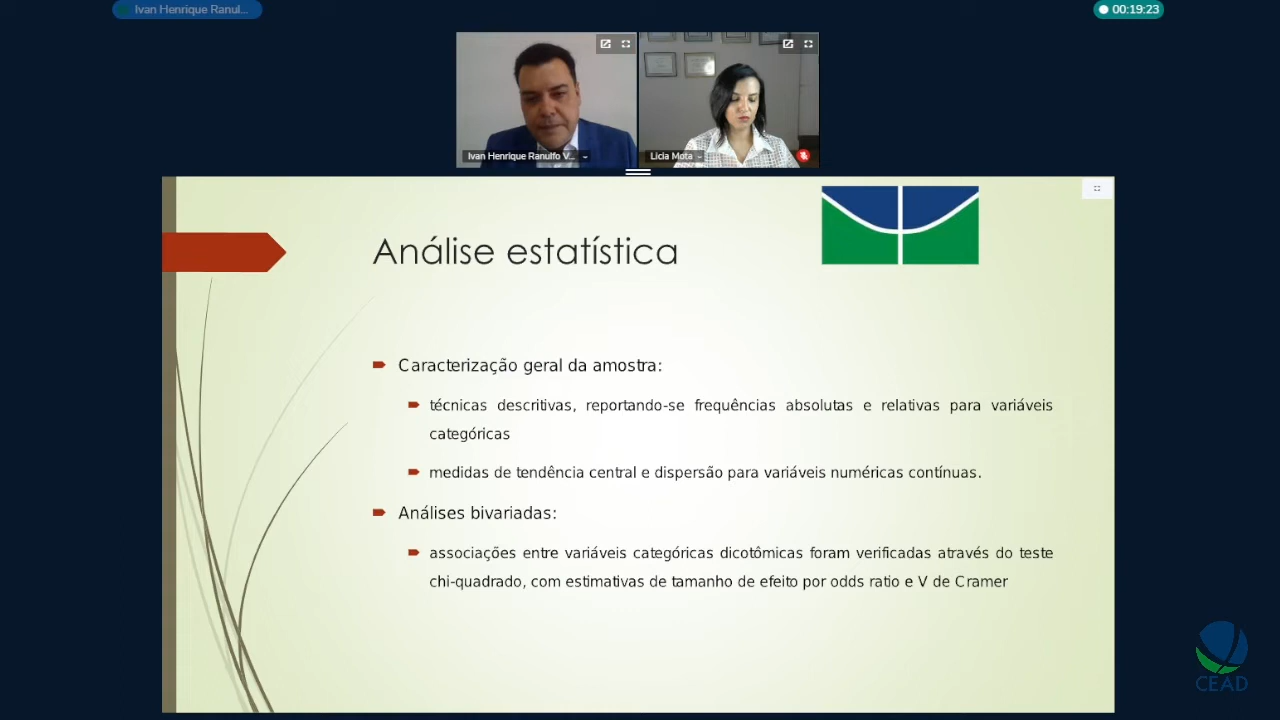 Ivan Henrique Ranul...
00:19:23
Ivan Henrique Ranulfo V...
Licia Mota
Análise estatística
Caracterização geral da amostra:
técnicas descritivas, reportando-se frequências absolutas e relativas para variáveis
categóricas
medidas de tendência central e dispersão para variáveis numéricas contínuas.
Análises bivariadas:
associações entre variáveis categóricas dicotômicas foram verificadas através do teste
chi-quadrado, com estimativas de tamanho de efeito por odds ratio e V de Cramer
CEAD